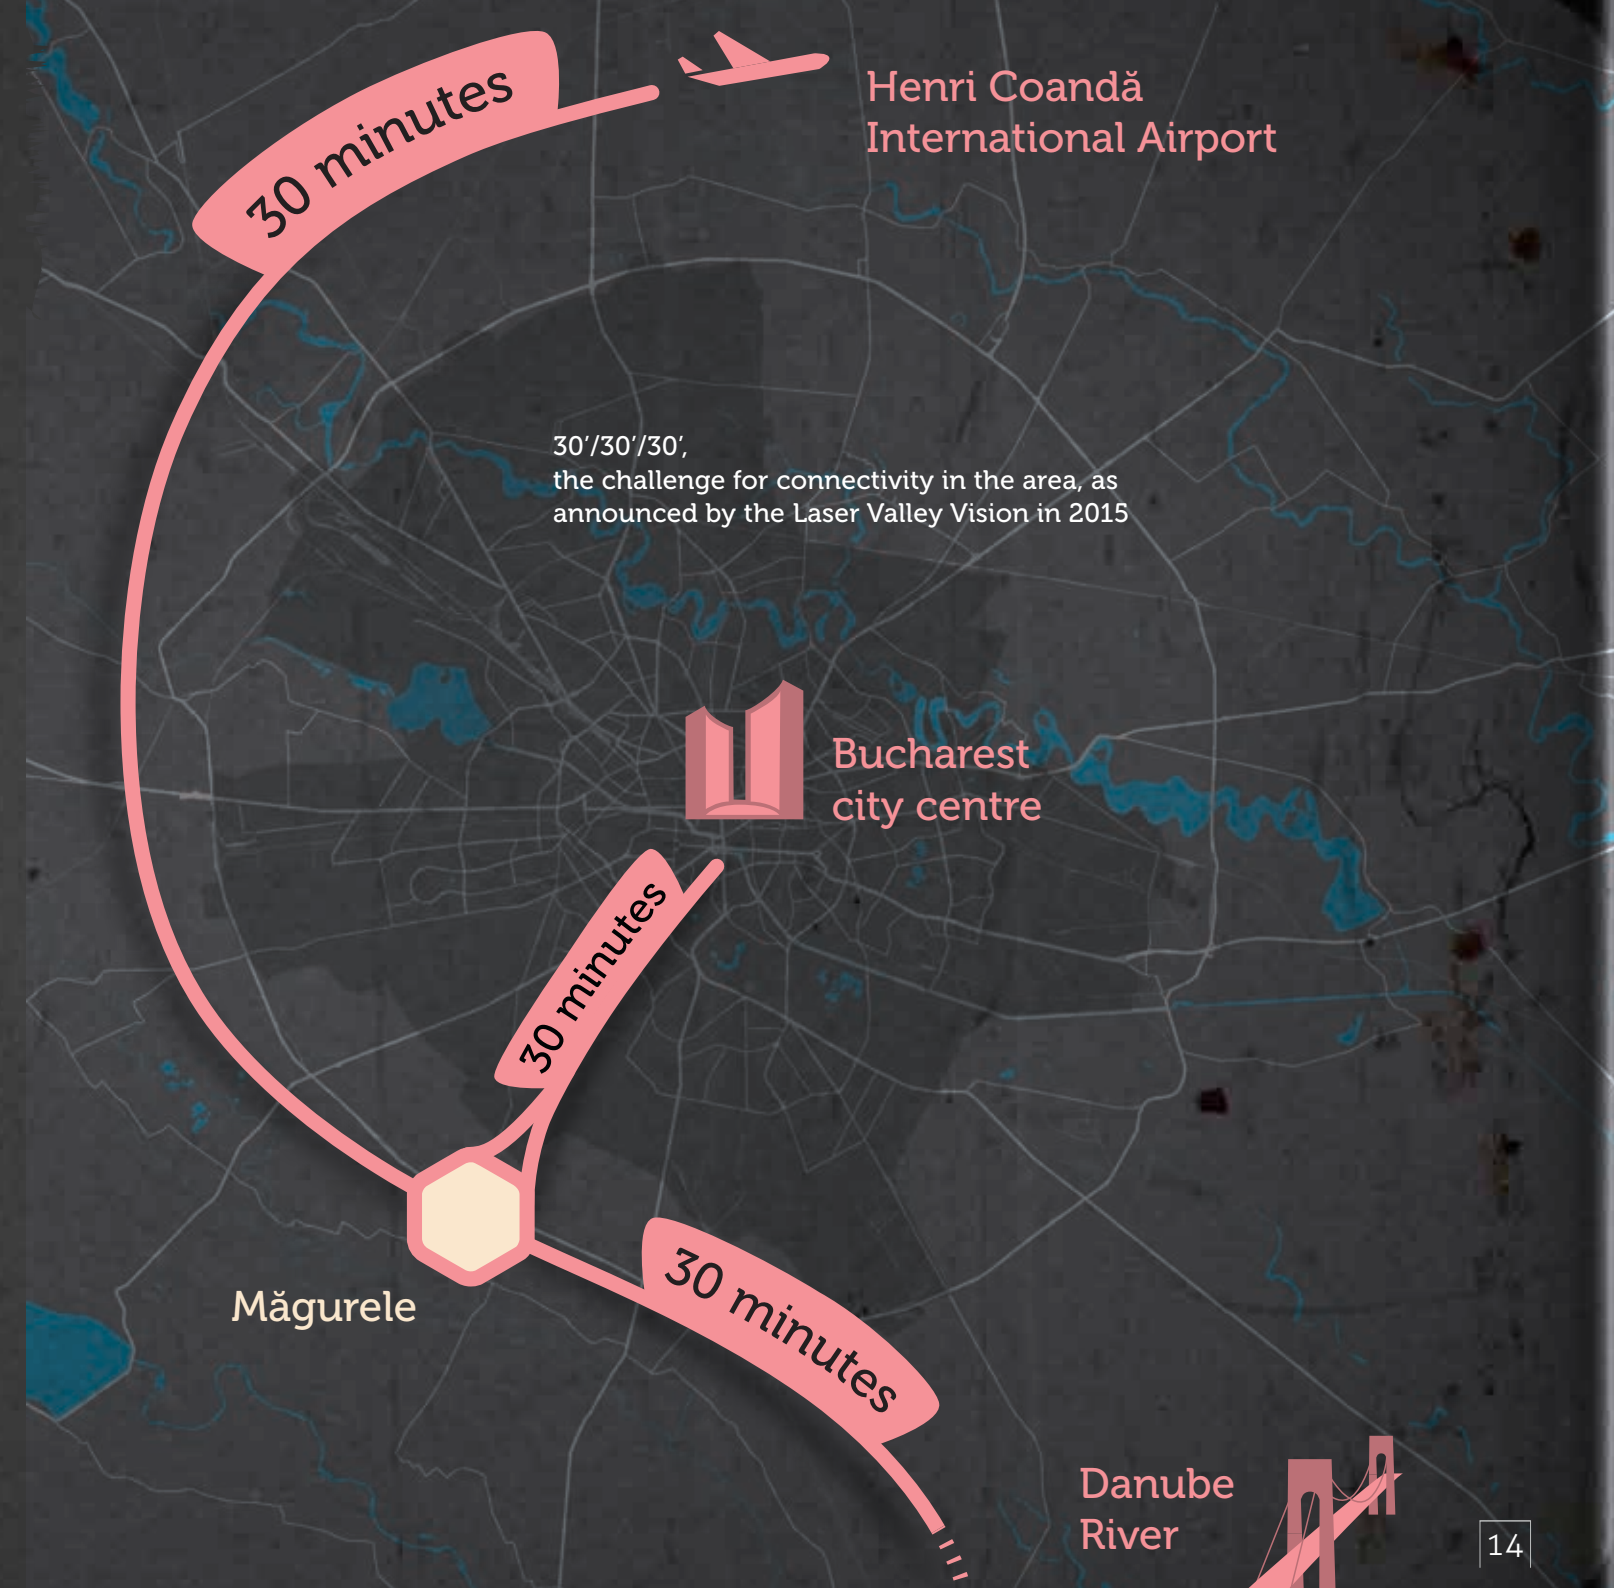 30 minutes
Henri Coandă
International Airport
30’/30’/30’,
the challenge for connectivity in the area, as
announced by the Laser Valley Vision in 2015
Bucharest
city centre
30 minutes
Măgurele
30 minutes
Danube
River
14